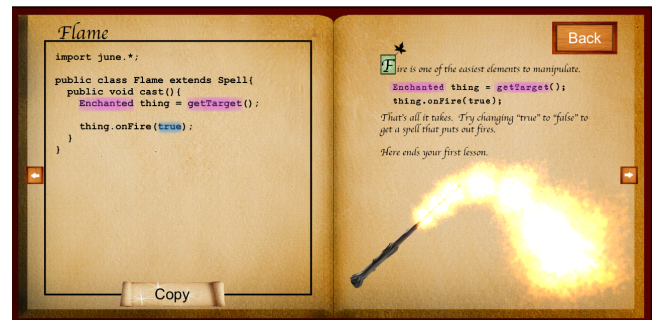 Flame
import june.*;
public class Flame extends Spell{
public void cast(){
Enchanted thing = getTarget();
thing.onFire(true);
}
}
Copy
Back
Fire is one of the easiest elements to manipulate.
Enchanted thing = getTarget();
thing.onFire(true);
That's all it takes. Try changing "true" to "false" to
get a spell that puts out fires.
Here ends your first lesson.